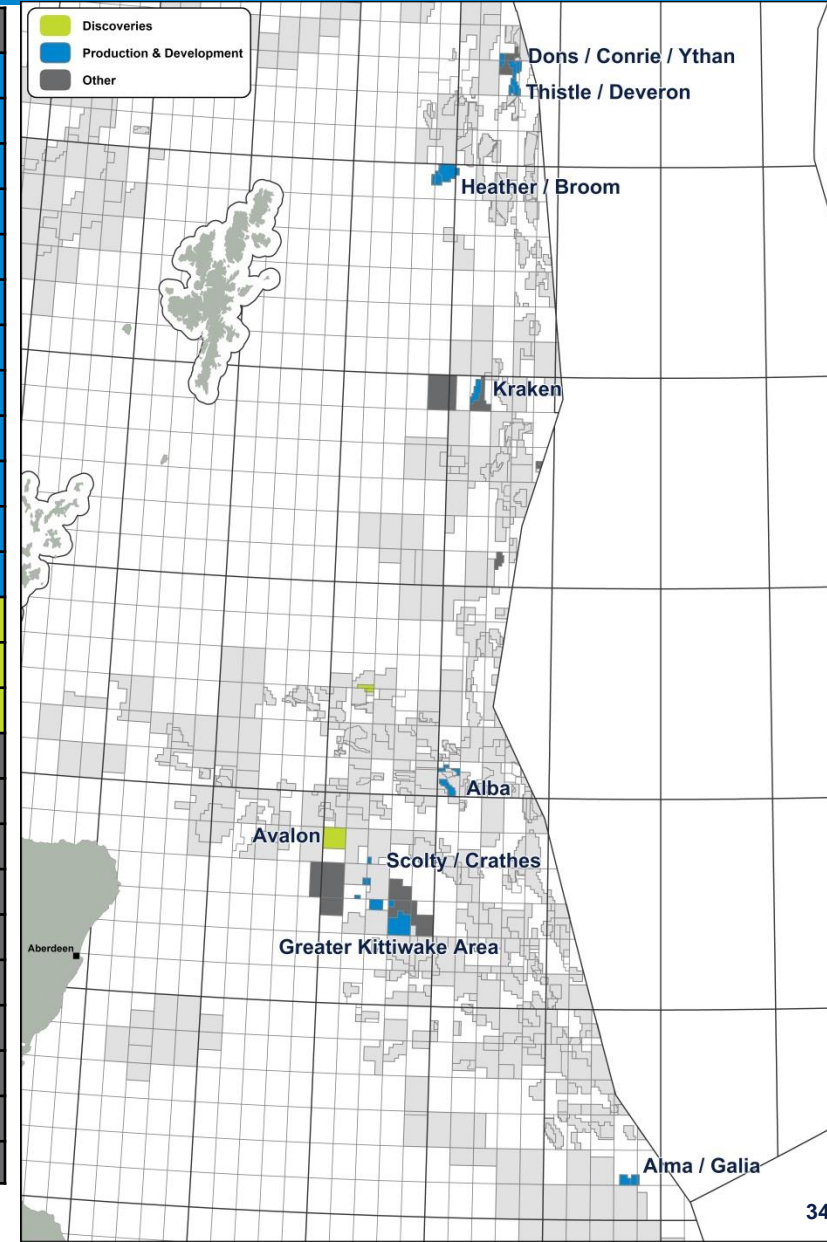 Discoveries
Production & Development
Other
Dons / Conrie / Ythan
Thistle / Deveron
Heather / Broom
Kraken
Alba
Avalon
Scolty / Crathes
Greater Kittiwake Area
Aberdeen
Alma / Galia
34